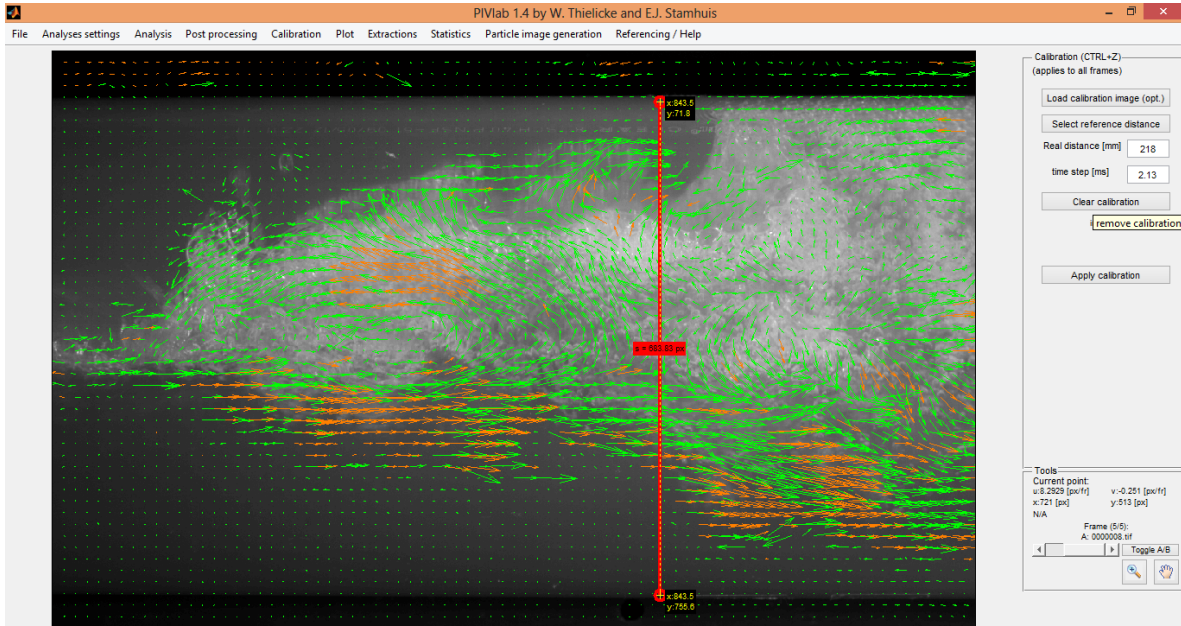 PIVlab 1.4 by W. Thielicke and E.J. Stamhuis
File Analyses settings Analysis Post processing Calibration Plot Extractions Statistics Particle image generation Referencing / Help
Calibration (CTRL+Z)
(applies to all frames)
Load calibration image (opt.)
Select reference distance
Real distance [mm] 218
time step [ms] 2.13
Clear calibration
remove calibration
Apply calibration
x:843.5
y:71.8
s = 683.93 px
x:843.5
y:755.6
Tools
Current point:
u:8.2929 [px/fr] v:-0.251 [px/fr]
x:721 [px] y:513 [px]
N/A
Frame (5/5):
A: 0000008.tif
Toggle A/B